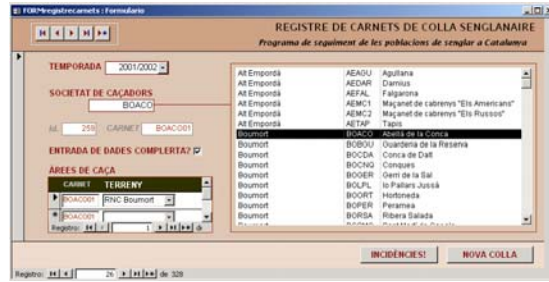 FORMregistrecarnets : Formulario
REGISTRE DE CARNETS DE COLLA SENGLANAIRE
Programa de seguiment de les poblacions de senglar a Catalunya
TEMPORADA 2001/2002
SOCIETAT DE CAÇADORS
BOACO
Id. 259 CARNET BOACO01
ENTRADA DE DADES COMPLERTA?
ÀREES DE CAÇA
CARNET TERRENY
BOACO01 RNC Boumort
BOACO01
Registro: 1 de
Alt Empordà AEAGU Agullana
Alt Empordà AEDAR Darnius
Alt Empordà AEFAL Falgarona
Alt Empordà AEMC1 Maçanet de cabrenys "Els Americans"
Alt Empordà AEMC2 Maçanet de cabrenys "Els Russos"
Alt Empordà AETAP Tapis
Boumort BOACO Abellà de la Conca
Boumort BOBGU Guarderia de la Reserva
Boumort BOCDA Conca de Dalt
Boumort BOCNQ Conques
Boumort BOGER Gerri de la Sal
Boumort BOLPL lo Pallars Jussà
Boumort BOORT Hortoneda
Boumort BOPER Peramea
Boumort BORSA Ribera Salada
INCIDÈNCIES! NOVA COLLA
Registro: 26 de 328